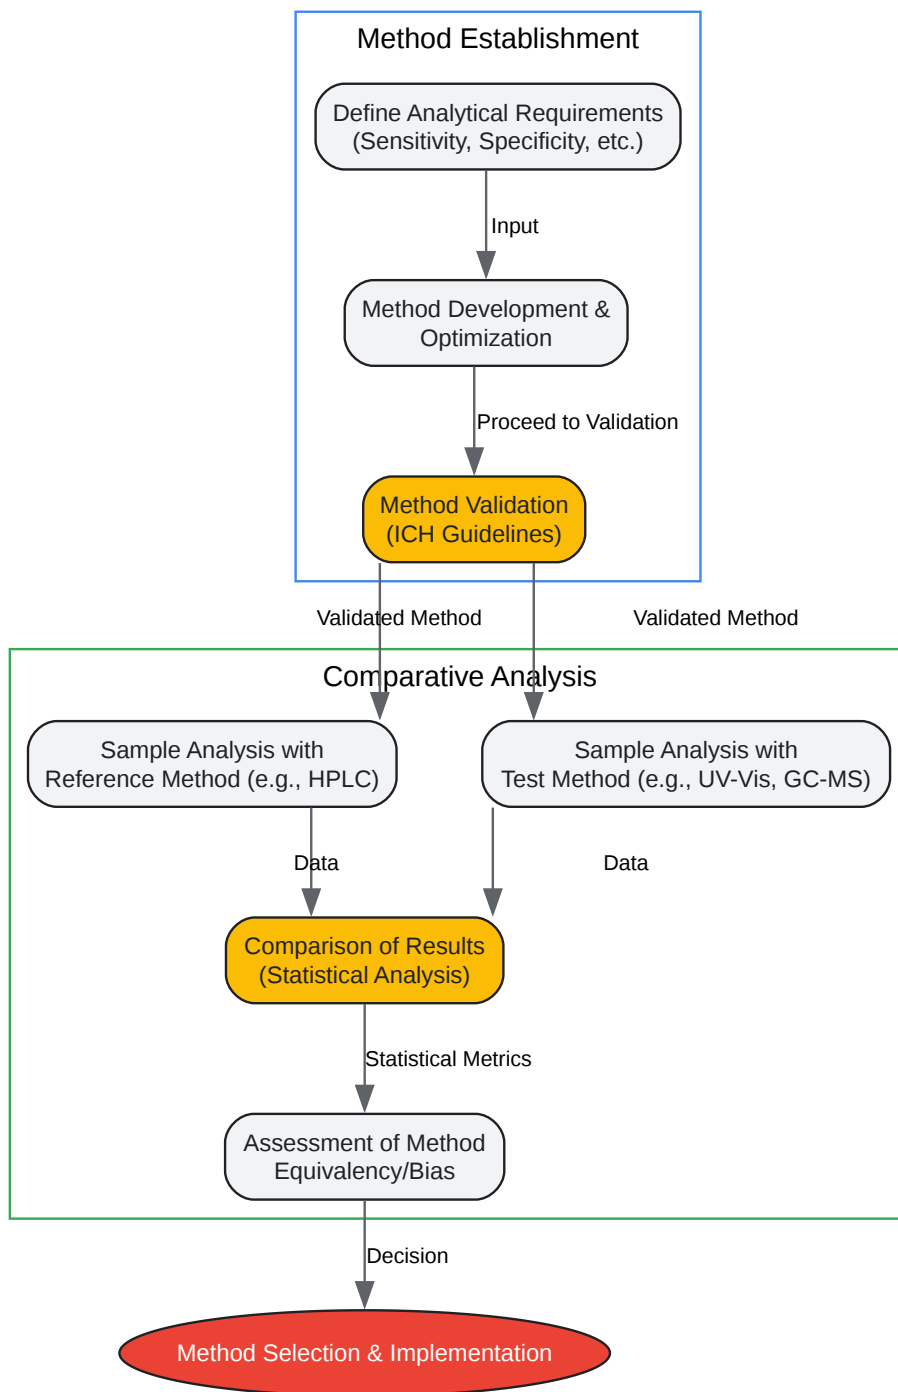 Method Establishment
Define Analytical Requirements
(Sensitivity, Specificity, etc.)
Input
Method Development &
Optimization
Proceed to Validation
Method Validation
(ICH Guidelines)
Validated Method
Validated Method
Comparative Analysis
Sample Analysis with
Reference Method (e.g., HPLC)
Sample Analysis with
Test Method (e.g., UV-Vis, GC-MS)
Data
Data
Comparison of Results
(Statistical Analysis)
Statistical Metrics
Assessment of Method
Equivalency/Bias
Decision
Method Selection & Implementation